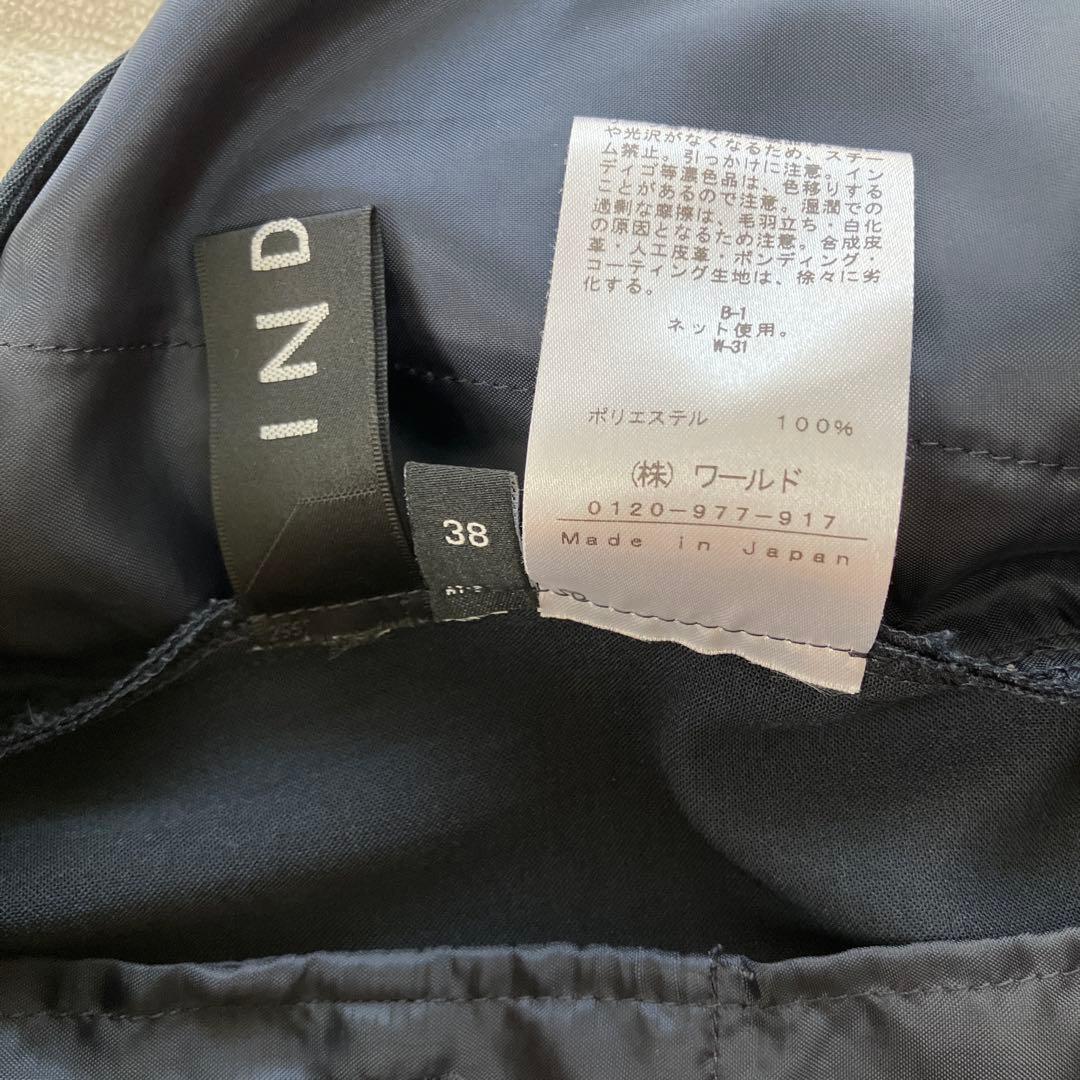 IND
38
や光沢がなくなるため、スチー
ム禁止。引っかけに注意。イン
ディゴ等濃色品は、色移りする
ことがあるので注意。湿潤での
過剰な摩擦は、毛羽立ち・白化
の原因となるため注意。合成皮
革・人工皮革・ボンディング・
コーティング生地は、徐々に劣
化する。
B-1
ネット使用。
W-31
ポリエステル 100%
(株) ワールド
0120-977-917
Made in Japan